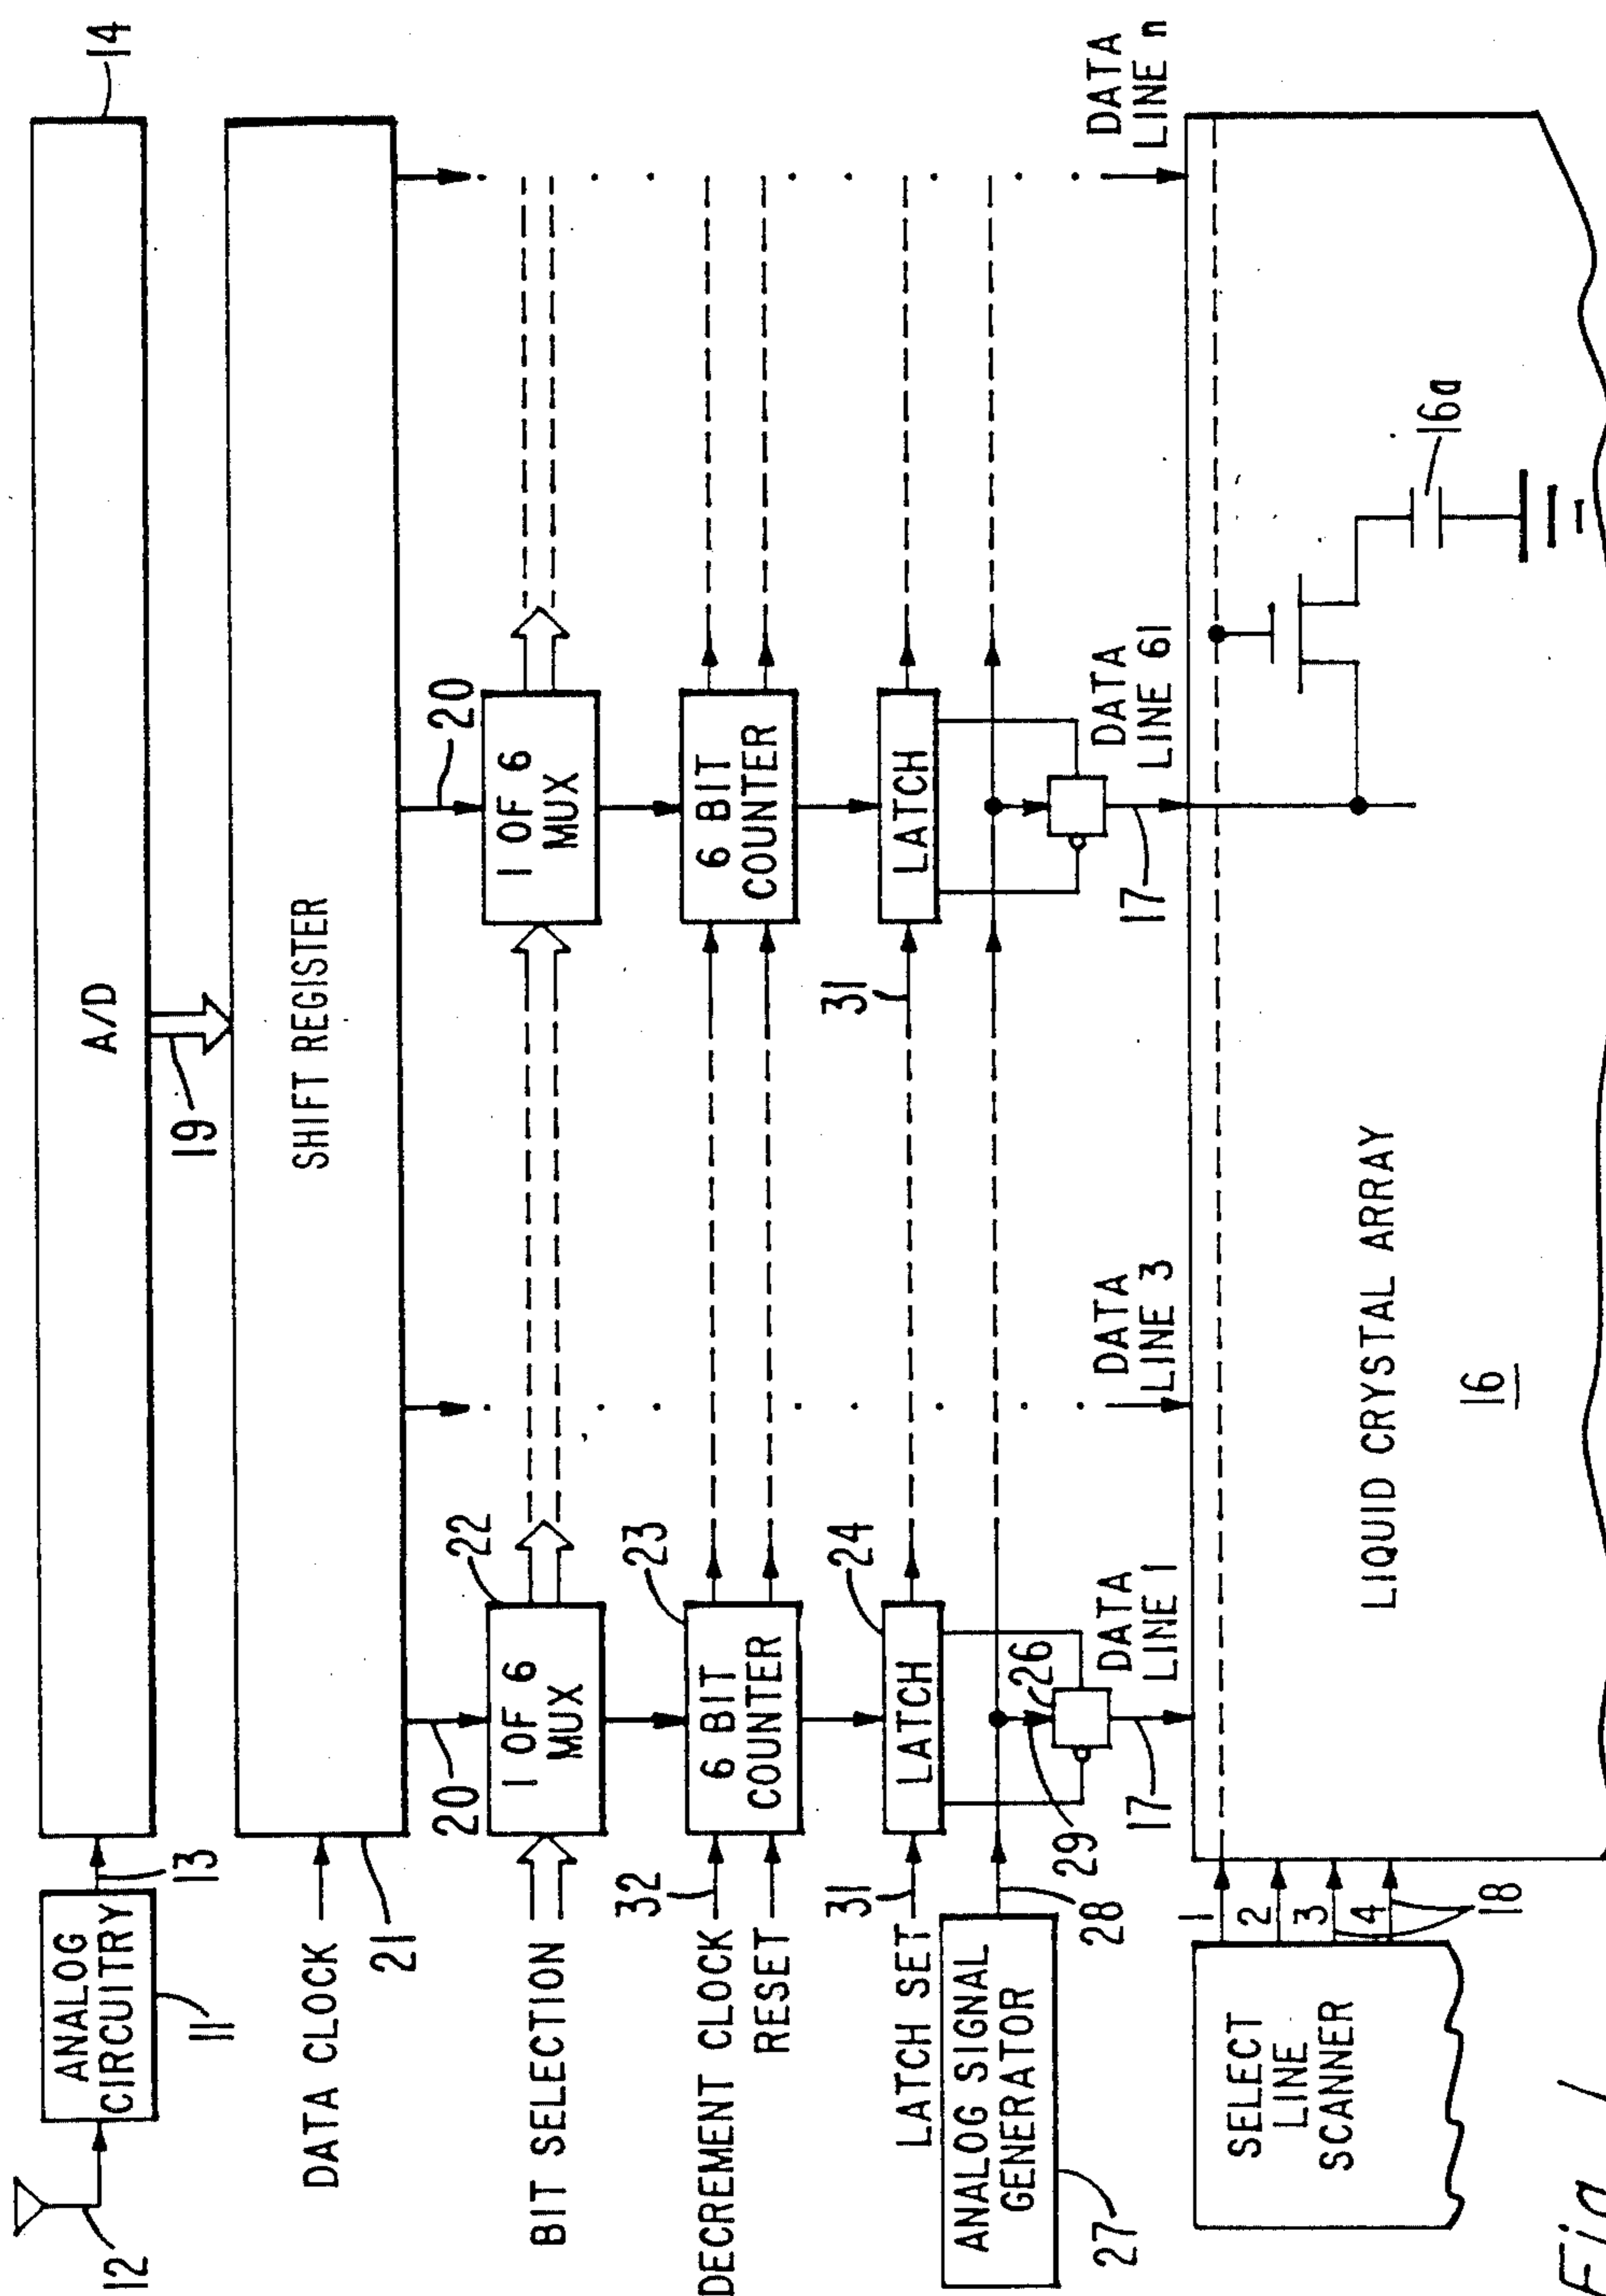 14
A/D
19
ANALOG
CIRCUITRY
13
11
12
SHIFT REGISTER
DATA CLOCK
21
20
20
22
1 OF 6
MUX
1 OF 6
MUX
BIT SELECTION
23
6 BIT
COUNTER
6 BIT
COUNTER
32
DECREMENT CLOCK
RESET
24
LATCH
LATCH
31
31
LATCH SET
ANALOG SIGNAL
GENERATOR
27
28
29
26
17
17
DATA
LINE 1
DATA
LINE 3
DATA
LINE 61
DATA
LINE n
1
2
3
4
18
SELECT
LINE
SCANNER
LIQUID CRYSTAL ARRAY
16
16a
Fig. 1